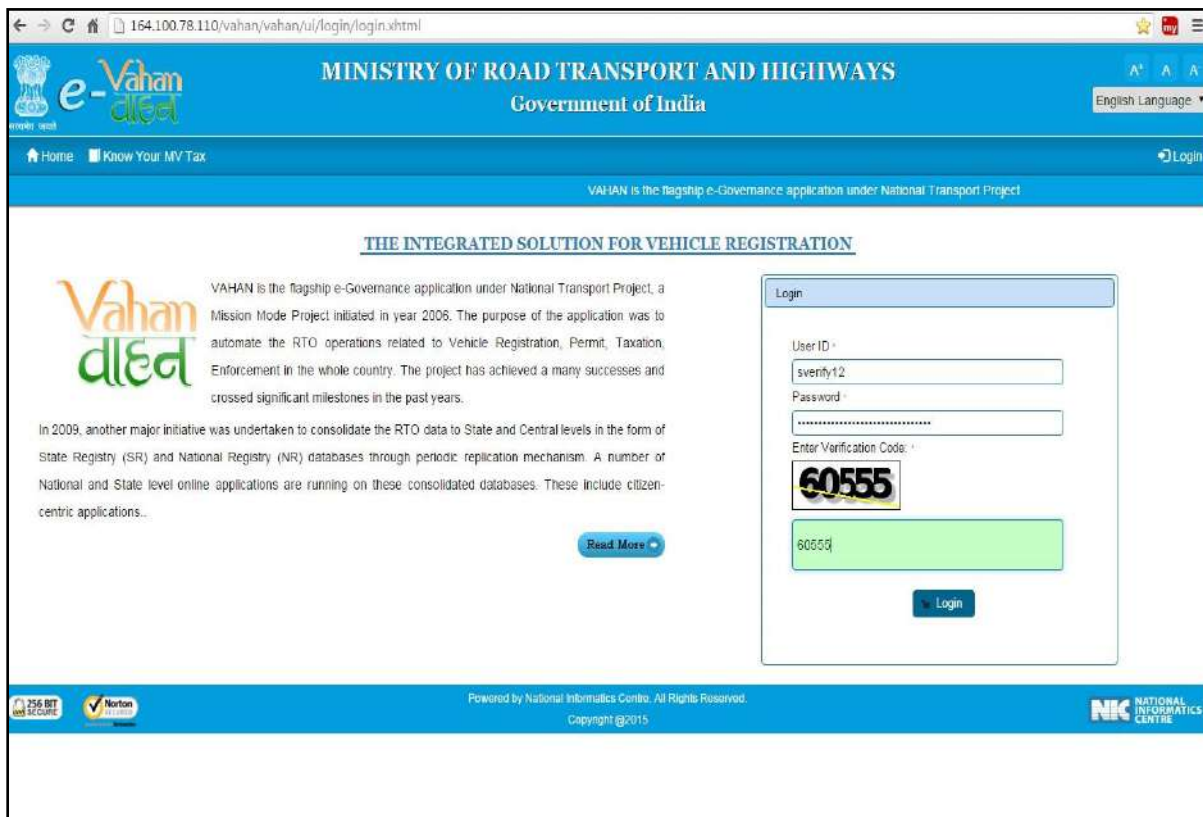 164.100.78.110/vahan/vahan/ui/login/login.xhtml
my
सत्यमेव जयते
e-Vahan
वाहन
MINISTRY OF ROAD TRANSPORT AND HIGHWAYS
Government of India
A+ A A-
English Language
Home Know Your MV Tax Login
VAHAN is the flagship e-Governance application under National Transport Project
THE INTEGRATED SOLUTION FOR VEHICLE REGISTRATION
Vahan
वाहन
VAHAN is the flagship e-Governance application under National Transport Project, a
Mission Mode Project initiated in year 2006. The purpose of the application was to
automate the RTO operations related to Vehicle Registration, Permit, Taxation,
Enforcement in the whole country. The project has achieved a many successes and
crossed significant milestones in the past years.
In 2009, another major initiative was undertaken to consolidate the RTO data to State and Central levels in the form of
State Registry (SR) and National Registry (NR) databases through periodic replication mechanism. A number of
National and State level online applications are running on these consolidated databases. These include citizen-
centric applications..
Read More
Login
User ID *
sverify12
Password *
Enter Verification Code: *
60555
60555
Login
256 BIT
SECURE
Norton
SECURED
Powered by National Informatics Centre. All Rights Reserved.
Copyright @2015
NIC NATIONAL
INFORMATICS
CENTRE